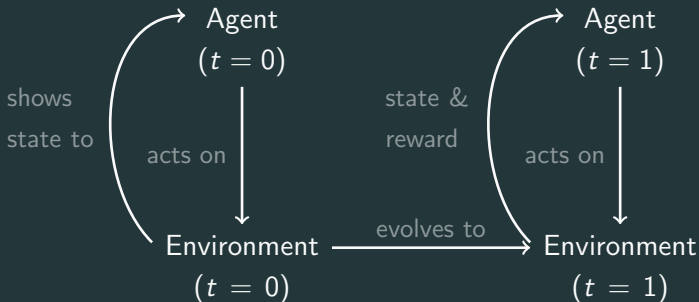 Agent
(t = 0)
Agent
(t = 1)
shows
state to
state &
reward
acts on
acts on
evolves to
Environment
(t = 0)
Environment
(t = 1)